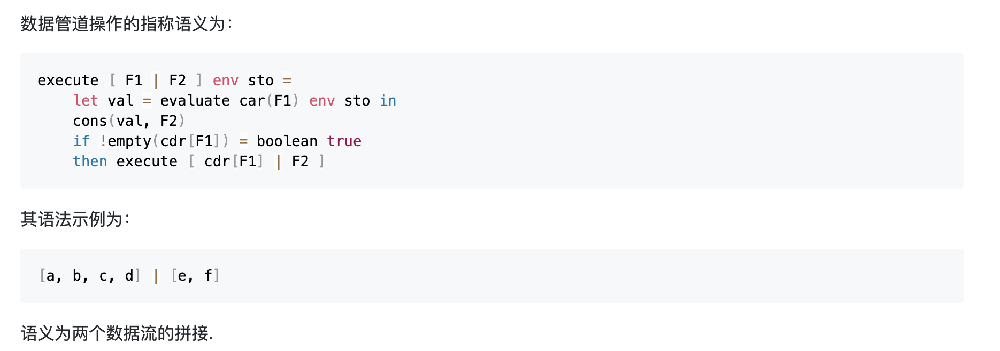 数据管道操作的指称语义为：
execute [ F1 | F2 ] env sto =
    let val = evaluate car(F1) env sto in
    cons(val, F2)
    if !empty(cdr[F1]) = boolean true
    then execute [ cdr[F1] | F2 ]
其语法示例为：
[a, b, c, d] | [e, f]
语义为两个数据流的拼接.